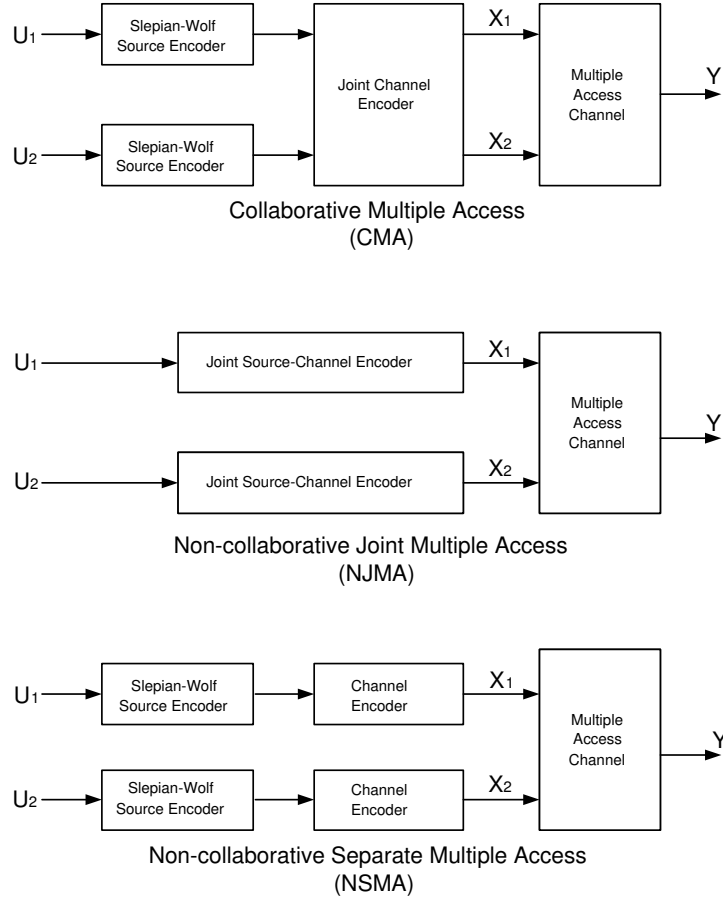 U1
Slepian-Wolf
Source Encoder
U2
Slepian-Wolf
Source Encoder
Joint Channel
Encoder
X1
X2
Multiple
Access
Channel
Y
Collaborative Multiple Access
(CMA)
U1
Joint Source-Channel Encoder
X1
U2
Joint Source-Channel Encoder
X2
Multiple
Access
Channel
Y
Non-collaborative Joint Multiple Access
(NJMA)
U1
Slepian-Wolf
Source Encoder
Channel
Encoder
X1
U2
Slepian-Wolf
Source Encoder
Channel
Encoder
X2
Multiple
Access
Channel
Y
Non-collaborative Separate Multiple Access
(NSMA)